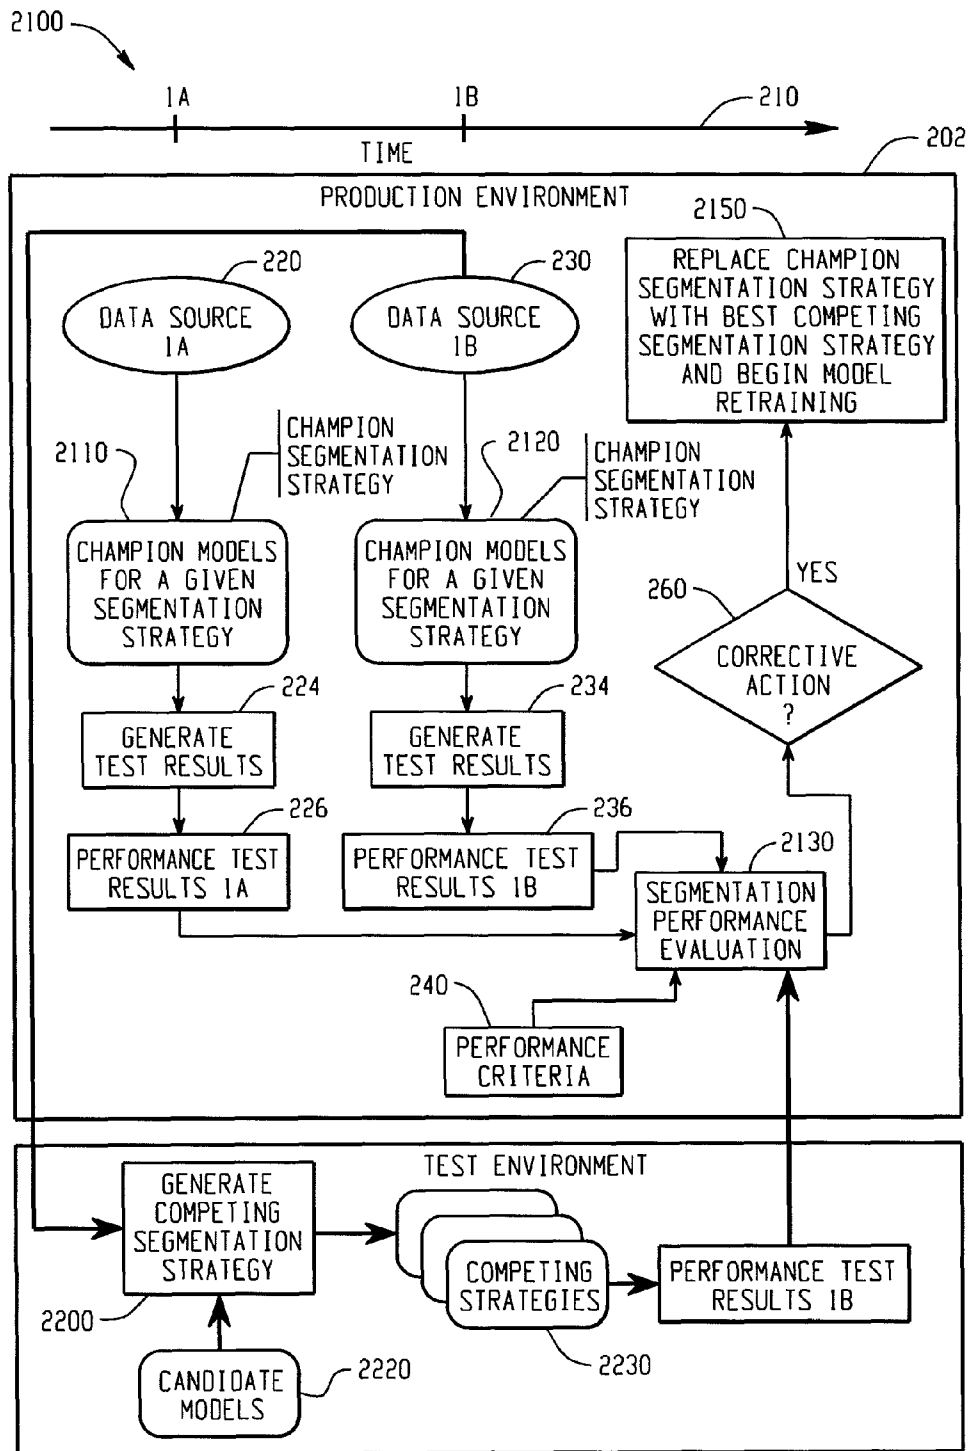 2100
1A
1B
210
TIME
202
PRODUCTION ENVIRONMENT
220
DATA SOURCE
1A
230
DATA SOURCE
1B
2150
REPLACE CHAMPION
SEGMENTATION STRATEGY
WITH BEST COMPETING
SEGMENTATION STRATEGY
AND BEGIN MODEL
RETRAINING
2110
CHAMPION
SEGMENTATION
STRATEGY
2120
CHAMPION
SEGMENTATION
STRATEGY
CHAMPION MODELS
FOR A GIVEN
SEGMENTATION
STRATEGY
CHAMPION MODELS
FOR A GIVEN
SEGMENTATION
STRATEGY
YES
260
CORRECTIVE
ACTION
?
224
GENERATE
TEST RESULTS
234
GENERATE
TEST RESULTS
226
PERFORMANCE TEST
RESULTS 1A
236
PERFORMANCE TEST
RESULTS 1B
2130
SEGMENTATION
PERFORMANCE
EVALUATION
240
PERFORMANCE
CRITERIA
TEST ENVIRONMENT
GENERATE
COMPETING
SEGMENTATION
STRATEGY
2200
COMPETING
STRATEGIES
2230
PERFORMANCE TEST
RESULTS 1B
2220
CANDIDATE
MODELS